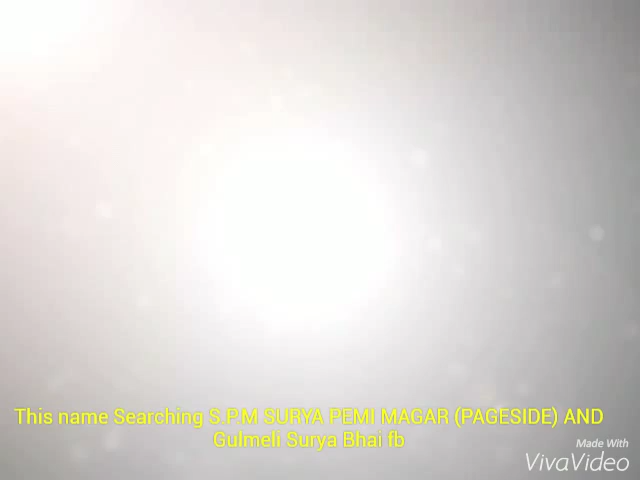 This name Searching S.P.M SURYA PEMI MAGAR (PAGESIDE) AND
Gulmeli Surya Bhai fb
Made With
VivaVideo